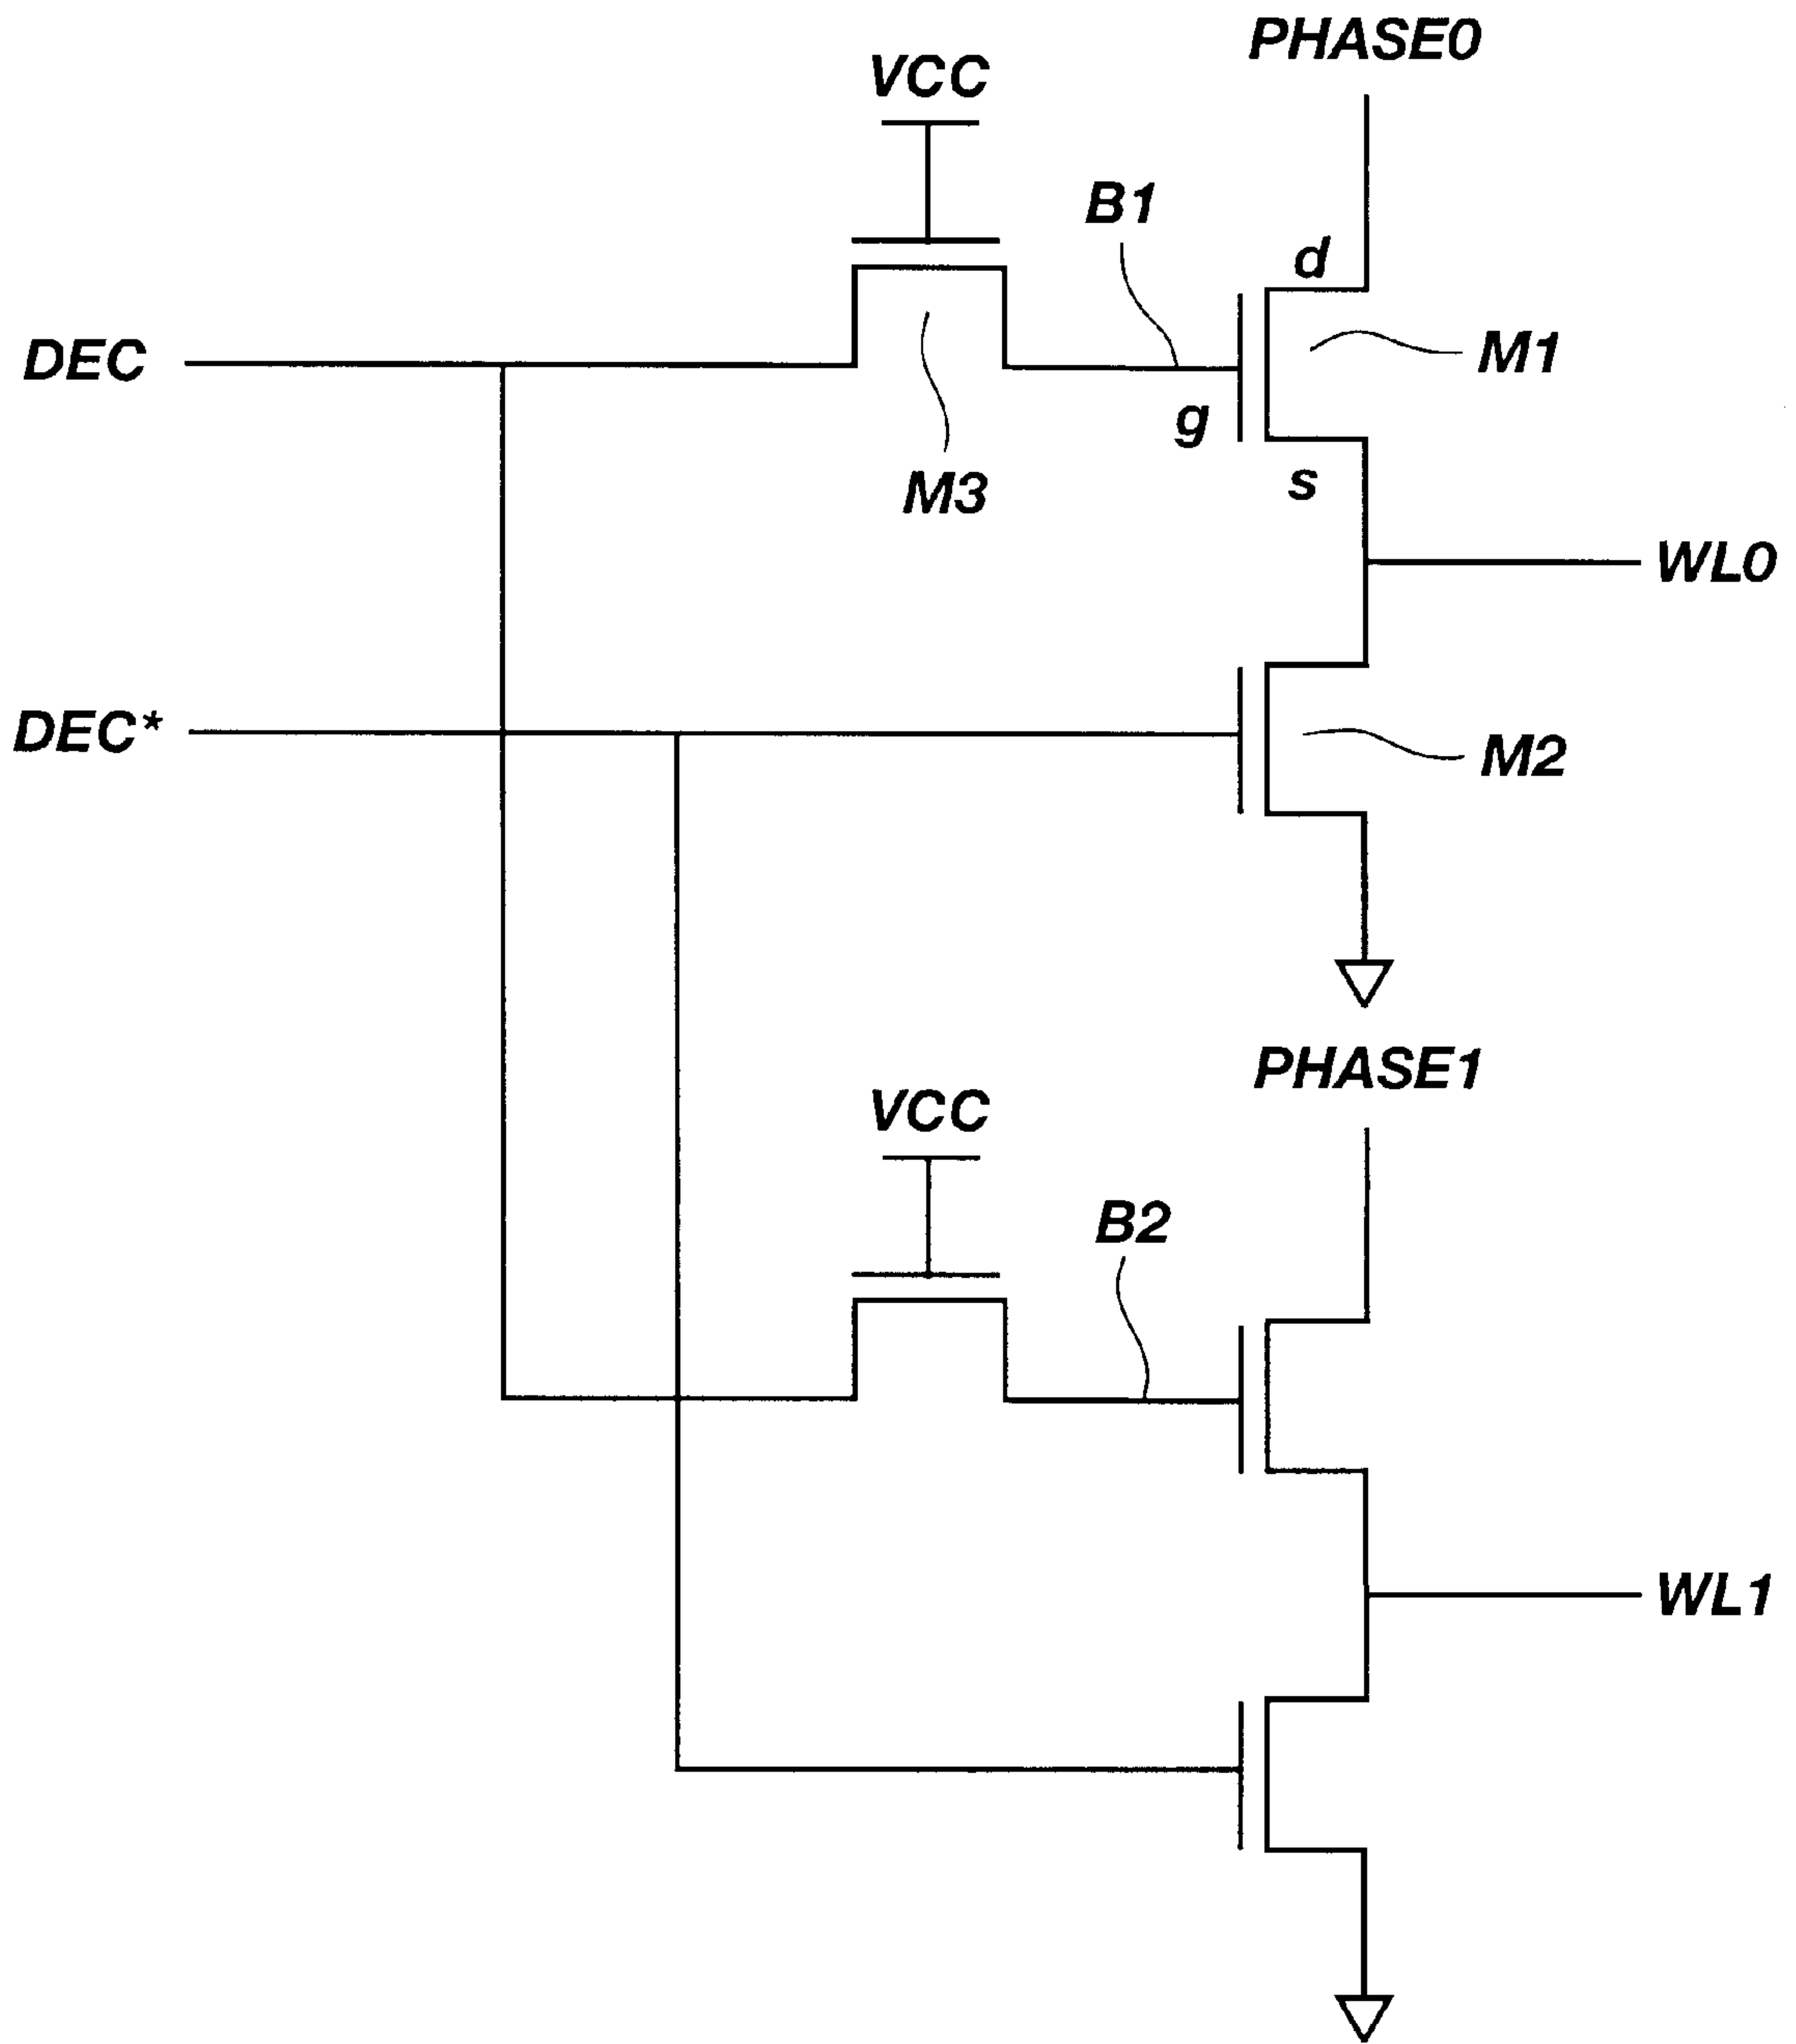 PHASE0
VCC
B1
d
DEC
M1
g
s
M3
WL0
DEC*
M2
PHASE1
VCC
B2
WL1